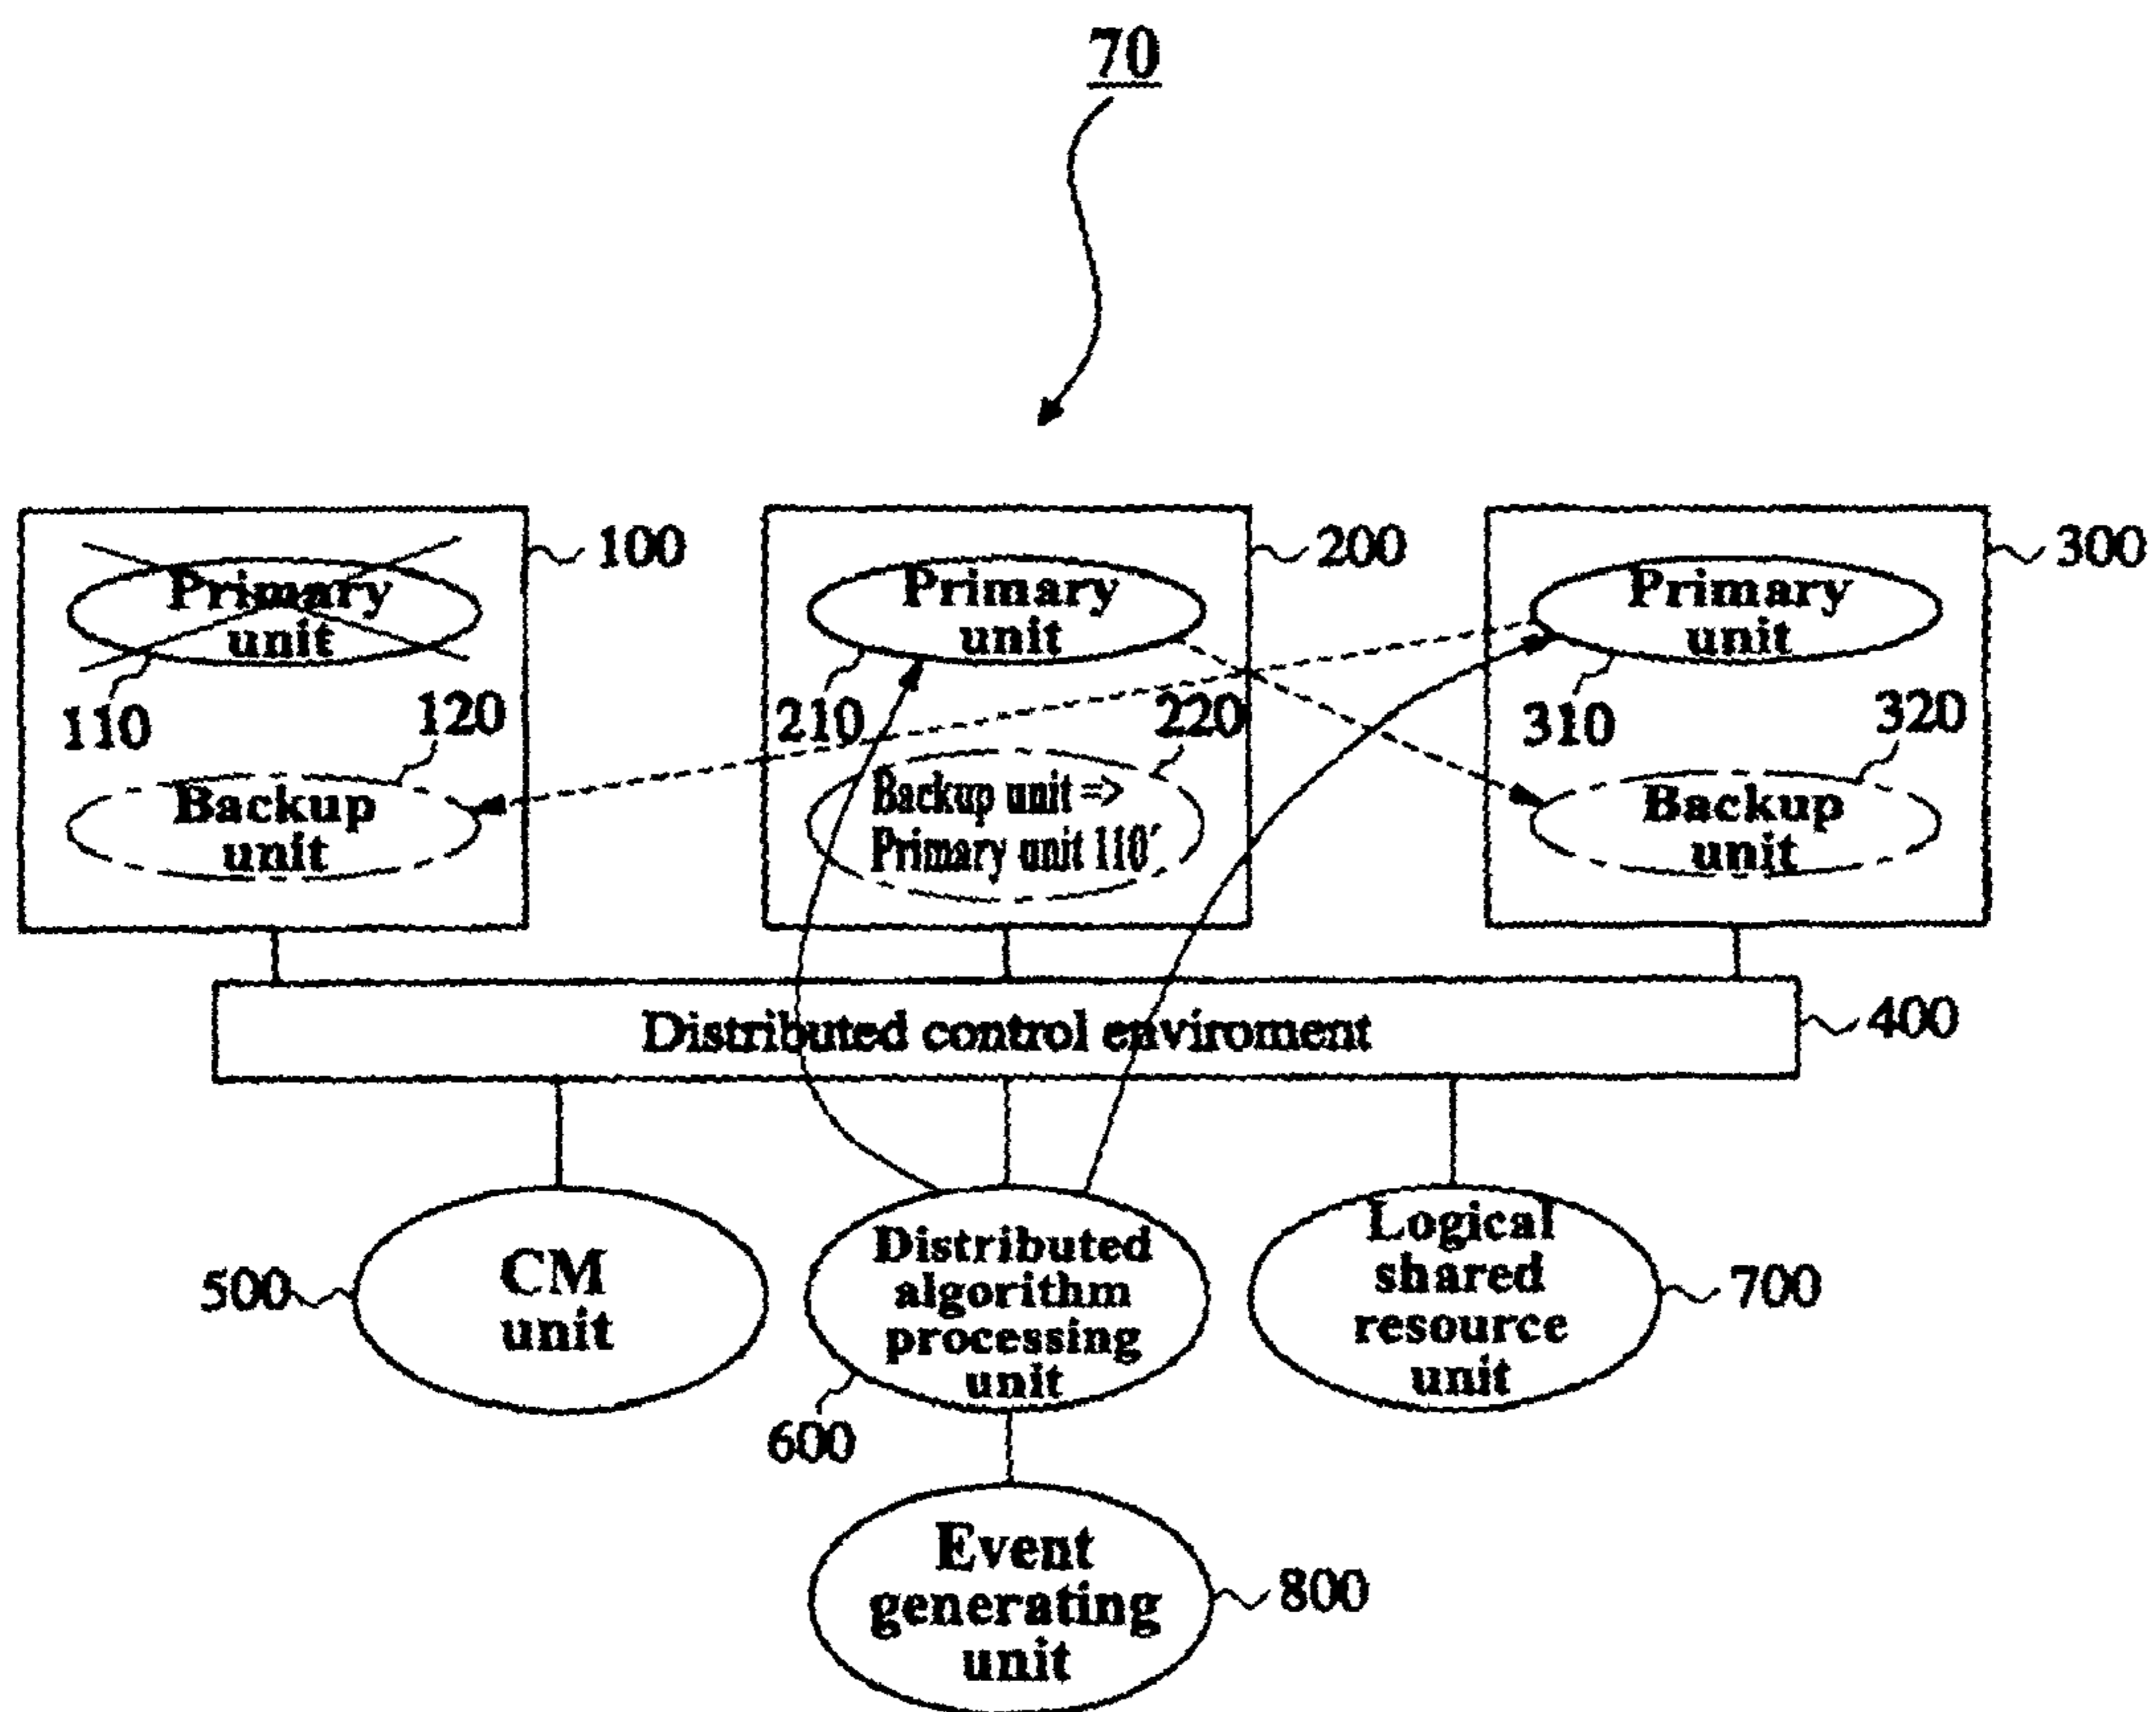 70
100
200
300
Primary
unit
Primary
unit
Primary
unit
110
120
210
220
310
320
Backup
unit
Backup unit =>
Primary unit 110'
Backup
unit
Distributed control enviroment
400
CM
unit
500
Distributed
algorithm
processing
unit
600
Logical
shared
resource
unit
700
Event
generating
unit
800